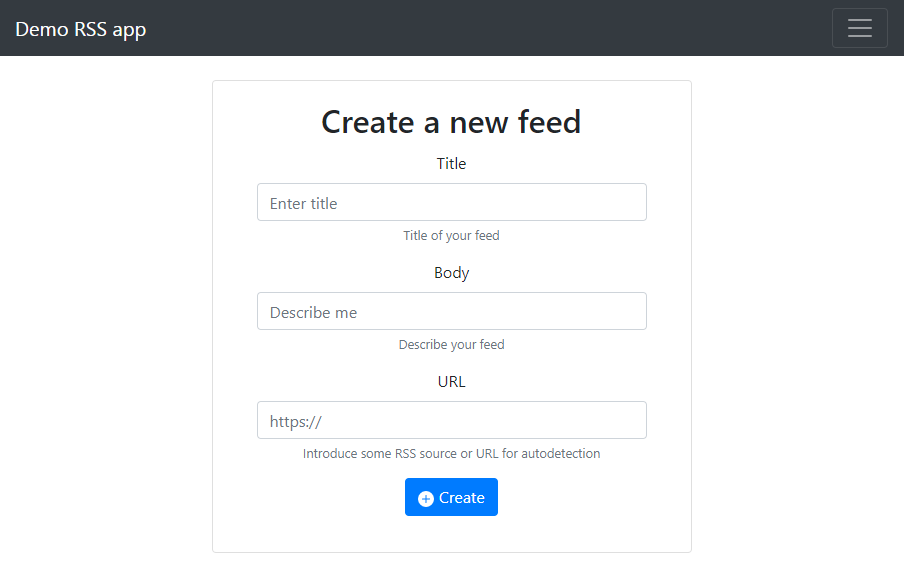 Demo RSS app
Create a new feed
Title
Enter title
Title of your feed
Body
Describe me
Describe your feed
URL
https://
Introduce some RSS source or URL for autodetection
Create